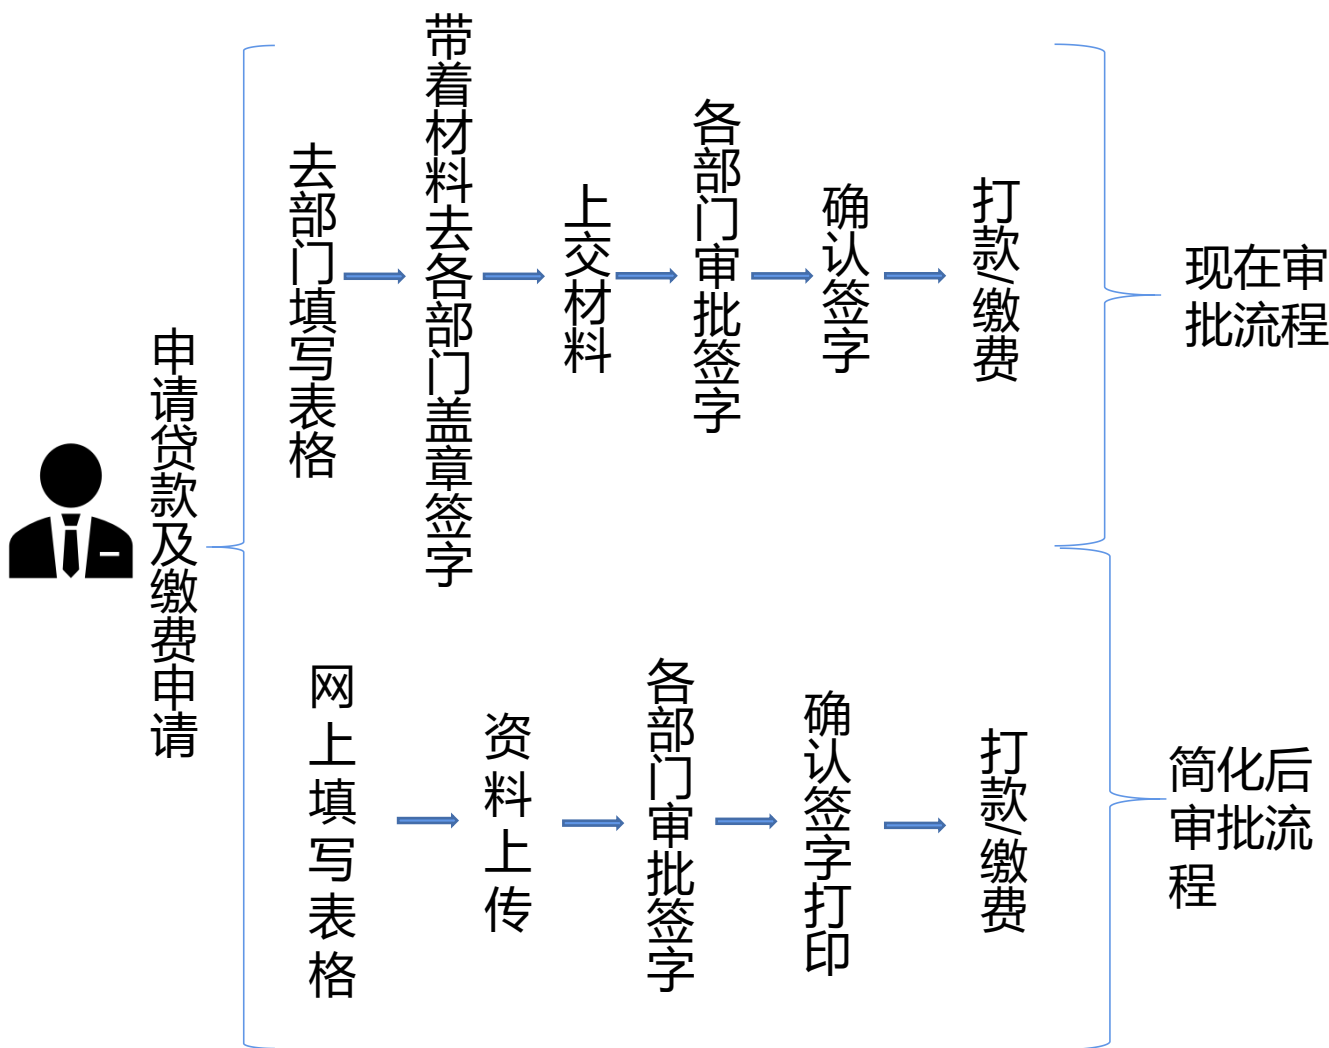 申请贷款及缴费申请
去部门填写表格
带着材料去各部门盖章签字
上交材料
各部门审批签字
确认签字
打款/缴费
现在审
批流程
网上填写表格
资料上传
各部门审批签字
确认签字打印
打款/缴费
简化后
审批流
程